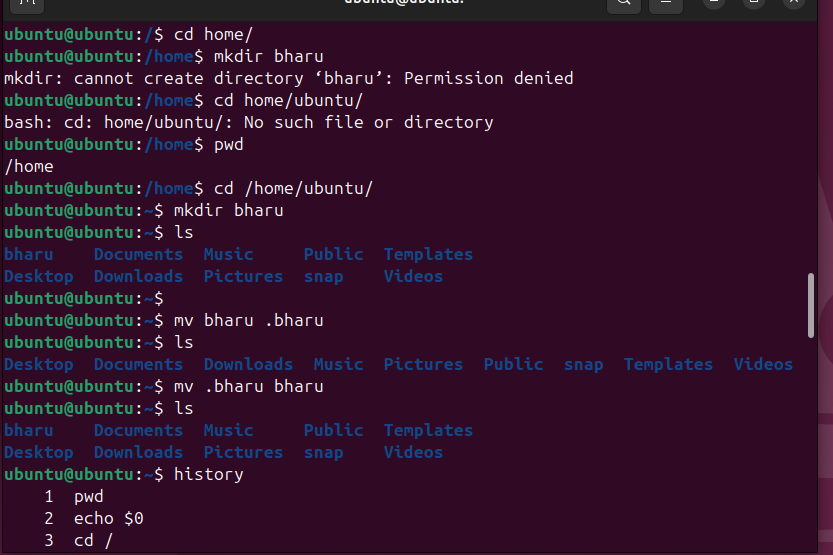 ubuntu@ubuntu:/$ cd home/
ubuntu@ubuntu:/home$ mkdir bharu
mkdir: cannot create directory ‘bharu’: Permission denied
ubuntu@ubuntu:/home$ cd home/ubuntu/
bash: cd: home/ubuntu/: No such file or directory
ubuntu@ubuntu:/home$ pwd
/home
ubuntu@ubuntu:/home$ cd /home/ubuntu/
ubuntu@ubuntu:~$ mkdir bharu
ubuntu@ubuntu:~$ ls
bharu    Documents  Music     Public  Templates
Desktop  Downloads  Pictures  snap    Videos
ubuntu@ubuntu:~$
ubuntu@ubuntu:~$ mv bharu .bharu
ubuntu@ubuntu:~$ ls
Desktop  Documents  Downloads  Music  Pictures  Public  snap  Templates  Videos
ubuntu@ubuntu:~$ mv .bharu bharu
ubuntu@ubuntu:~$ ls
bharu    Documents  Music     Public  Templates
Desktop  Downloads  Pictures  snap    Videos
ubuntu@ubuntu:~$ history
    1  pwd
    2  echo $0
    3  cd /